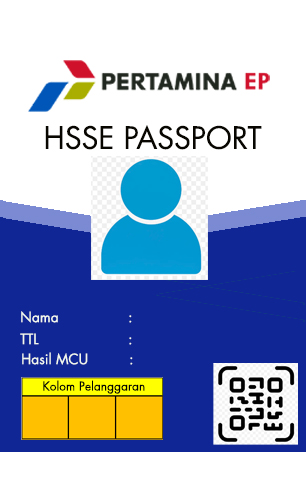 PERTAMINA EP
HSSE PASSPORT
Nama :
TTL :
Hasil MCU :
Kolom Pelanggaran